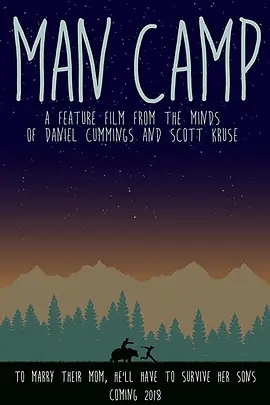 MAN CAMP
A FEATURE FILM FROM THE MINDS
OF DANIEL CUMMINGS AND SCOTT KRUSE
TO MARRY THEIR MOM, HE'LL HAVE TO SURVIVE HER SONS
COMING 2018